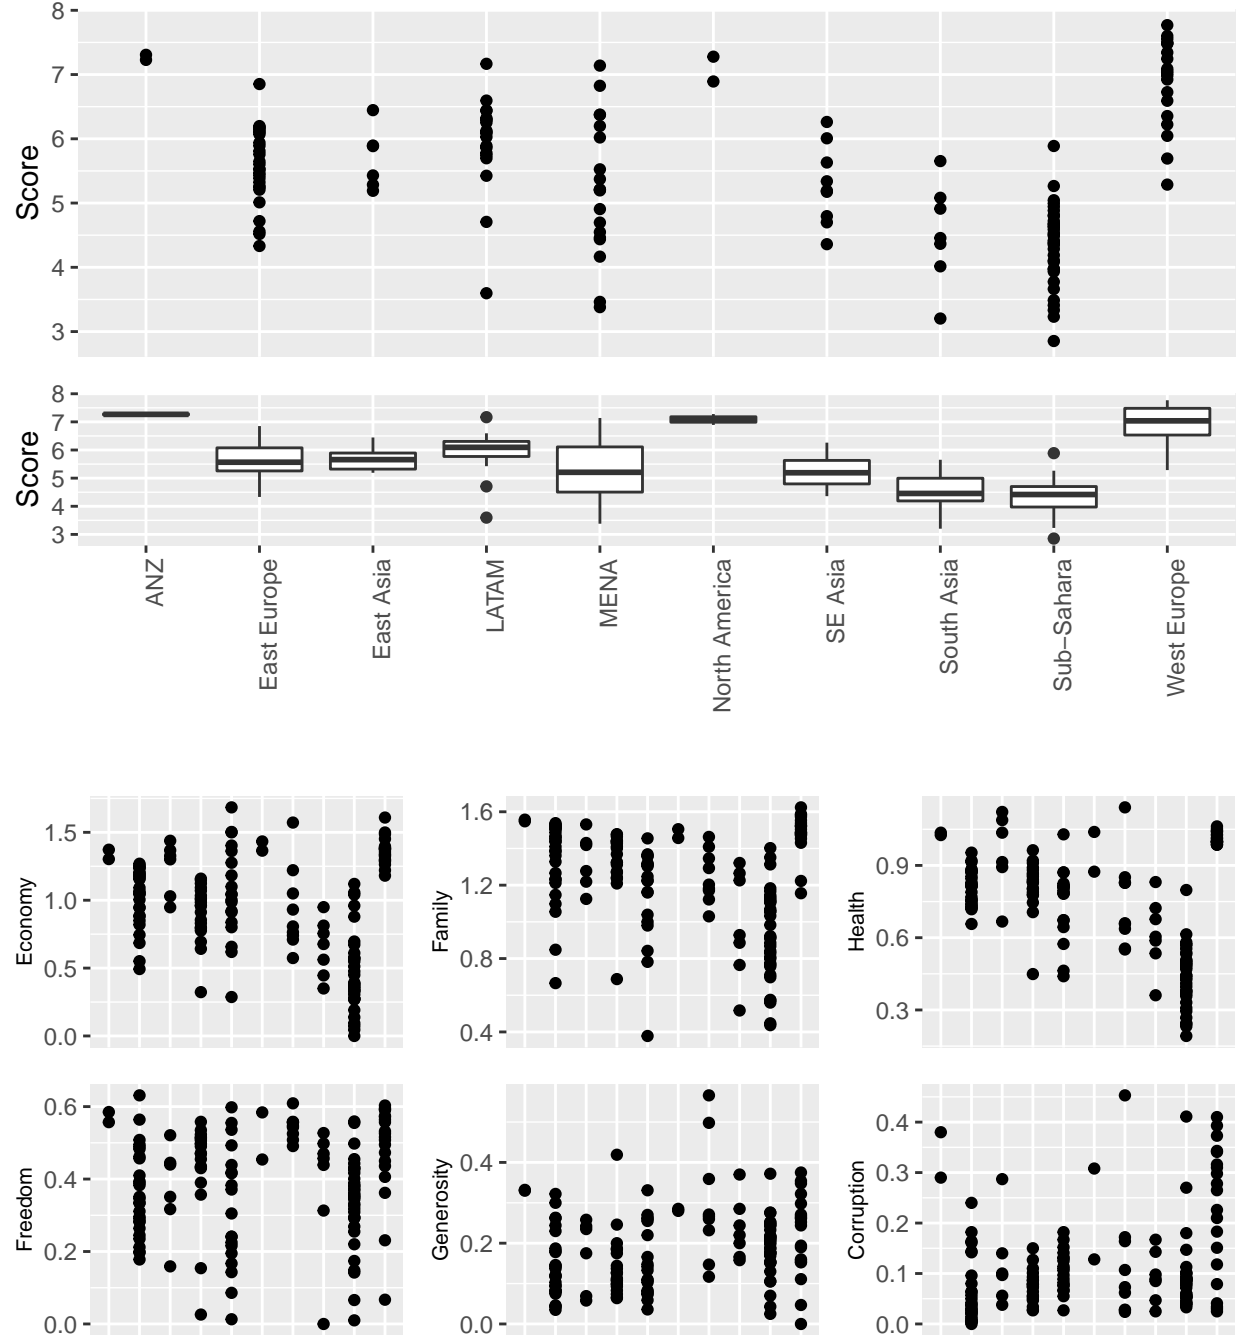 8
7
6
5
4
3
Score
8
7
6
5
4
3
Score
ANZ
East Europe
East Asia
LATAM
MENA
North America
SE Asia
South Asia
Sub−Sahara
West Europe
1.5
1.0
0.5
0.0
Economy
1.6
1.2
0.8
0.4
Family
0.9
0.6
0.3
Health
0.6
0.4
0.2
0.0
Freedom
0.4
0.2
0.0
Generosity
0.4
0.3
0.2
0.1
0.0
Corruption